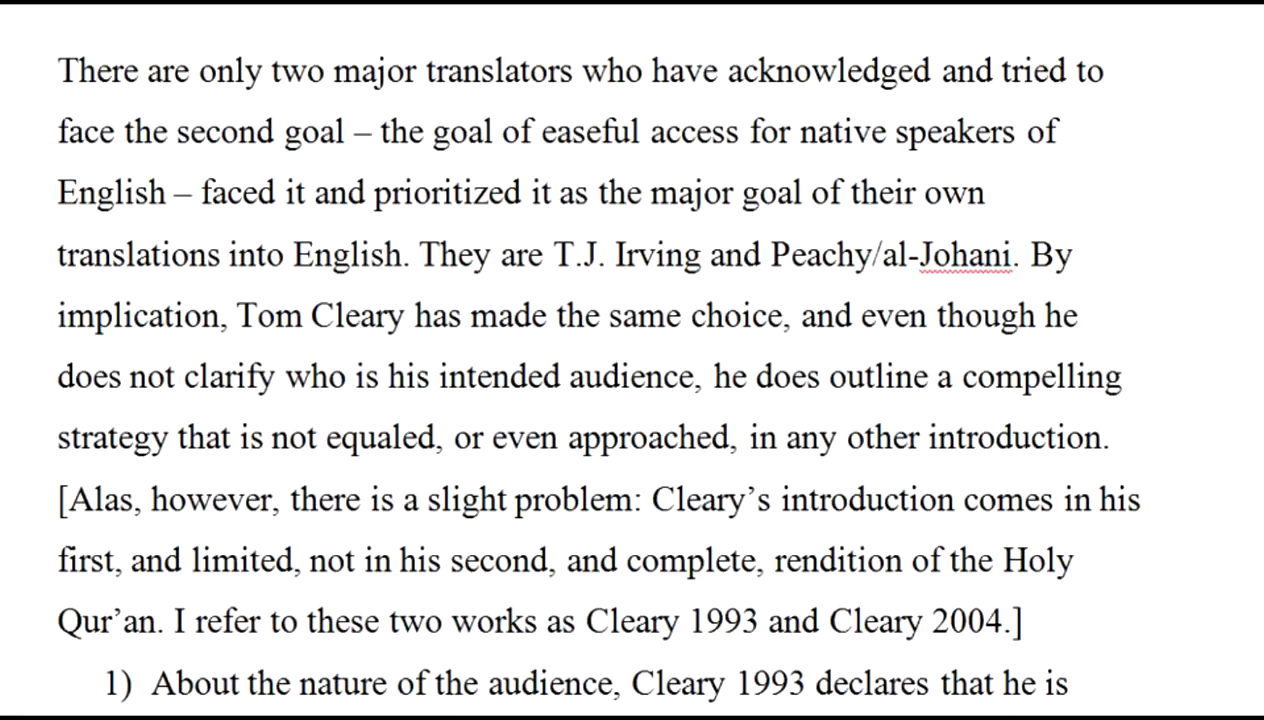 There are only two major translators who have acknowledged and tried to
face the second goal – the goal of easeful access for native speakers of
English – faced it and prioritized it as the major goal of their own
translations into English. They are T.J. Irving and Peachy/al-Johani. By
implication, Tom Cleary has made the same choice, and even though he
does not clarify who is his intended audience, he does outline a compelling
strategy that is not equaled, or even approached, in any other introduction.
[Alas, however, there is a slight problem: Cleary’s introduction comes in his
first, and limited, not in his second, and complete, rendition of the Holy
Qur’an. I refer to these two works as Cleary 1993 and Cleary 2004.]
1) About the nature of the audience, Cleary 1993 declares that he is